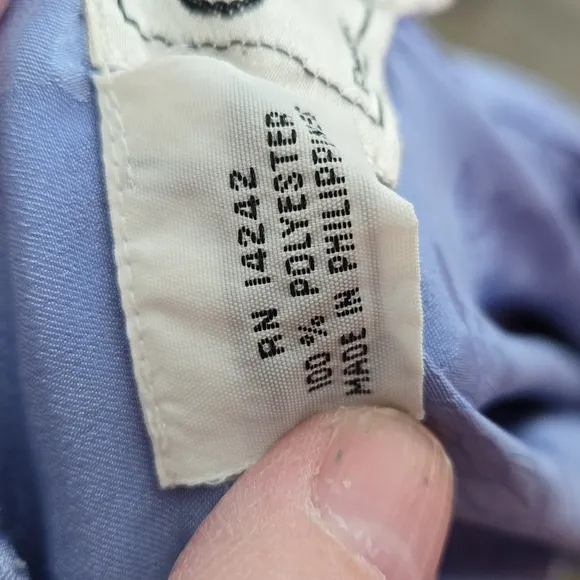 RN 14242
100 % POLYESTER
MADE IN PHILIPPINES